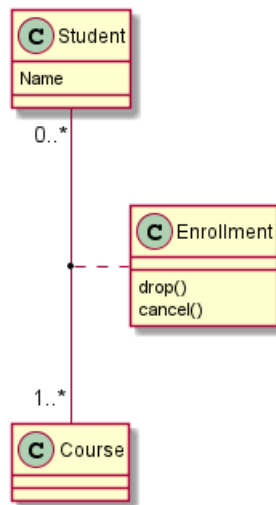 C Student
Name
0..*
C Enrollment
drop()
cancel()
1..*
C Course